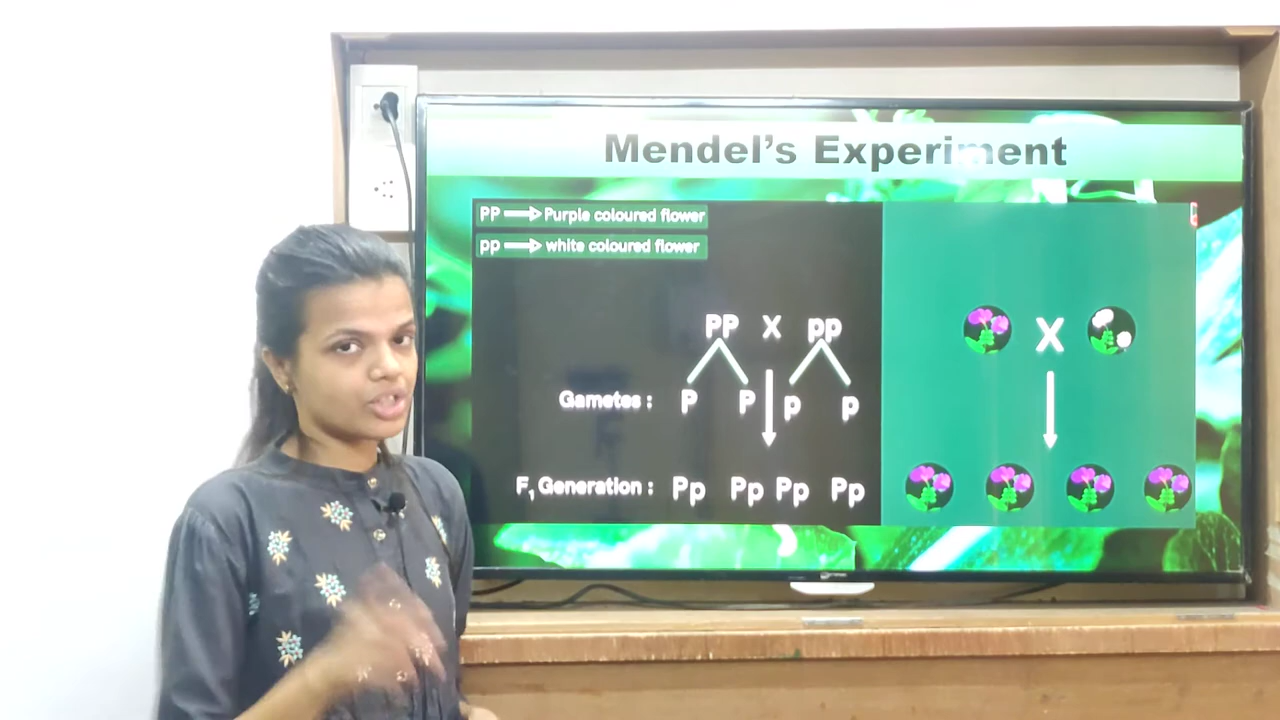 Mendel's Experiment
PP → Purple coloured flower
pp → white coloured flower
PP X pp
Gametes : P P p p
F₁ Generation : Pp Pp Pp Pp
X